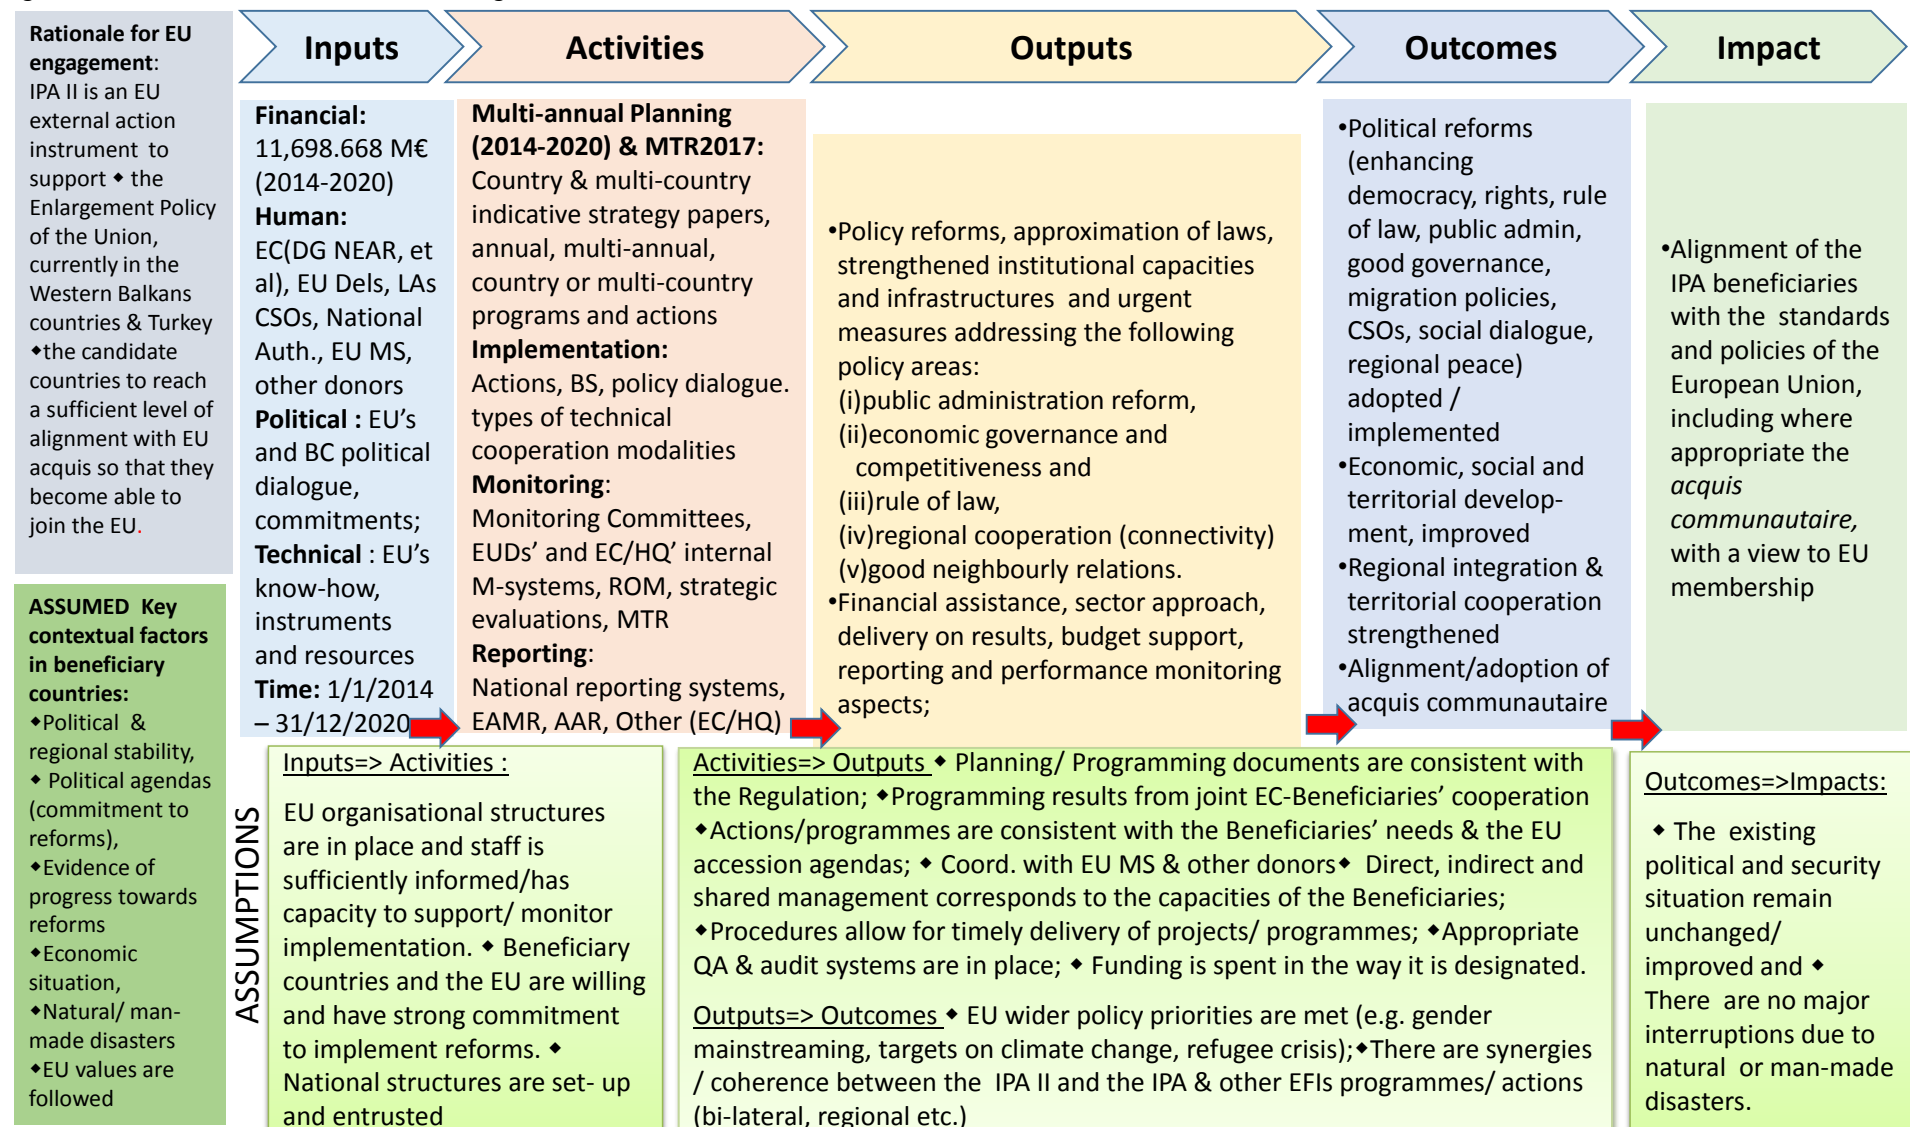 Rationale for EU
engagement:
IPA II is an EU
external action
instrument to
support ◆ the
Enlargement Policy
of the Union,
currently in the
Western Balkans
countries & Turkey
◆the candidate
countries to reach
a sufficient level of
alignment with EU
acquis so that they
become able to
join the EU.
ASSUMED Key
contextual factors
in beneficiary
countries:
◆Political &
regional stability,
◆ Political agendas
(commitment to
reforms),
◆Evidence of
progress towards
reforms
◆Economic
situation,
◆Natural/ man-
made disasters
◆EU values are
followed
Inputs
Financial:
11,698.668 M€
(2014-2020)
Human:
EC(DG NEAR, et
al), EU Dels, LAs
CSOs, National
Auth., EU MS,
other donors
Political : EU's
and BC political
dialogue,
commitments;
Technical : EU's
know-how,
instruments
and resources
Time: 1/1/2014
– 31/12/2020
Activities
Multi-annual Planning
(2014-2020) & MTR2017:
Country & multi-country
indicative strategy papers,
annual, multi-annual,
country or multi-country
programs and actions
Implementation:
Actions, BS, policy dialogue.
types of technical
cooperation modalities
Monitoring:
Monitoring Committees,
EUDs' and EC/HQ' internal
M-systems, ROM, strategic
evaluations, MTR
Reporting:
National reporting systems,
EAMR, AAR, Other (EC/HQ)
Outputs
•Policy reforms, approximation of laws,
strengthened institutional capacities
and infrastructures and urgent
measures addressing the following
policy areas:
(i)public administration reform,
(ii)economic governance and
competitiveness and
(iii)rule of law,
(iv)regional cooperation (connectivity)
(v)good neighbourly relations.
•Financial assistance, sector approach,
delivery on results, budget support,
reporting and performance monitoring
aspects;
Outcomes
•Political reforms
(enhancing
democracy, rights, rule
of law, public admin,
good governance,
migration policies,
CSOs, social dialogue,
regional peace)
adopted /
implemented
•Economic, social and
territorial develop-
ment, improved
•Regional integration &
territorial cooperation
strengthened
•Alignment/adoption of
acquis communautaire
Impact
•Alignment of the
IPA beneficiaries
with the standards
and policies of the
European Union,
including where
appropriate the
acquis
communautaire,
with a view to EU
membership
ASSUMPTIONS
Inputs=> Activities :
EU organisational structures
are in place and staff is
sufficiently informed/has
capacity to support/ monitor
implementation. ◆ Beneficiary
countries and the EU are willing
and have strong commitment
to implement reforms. ◆
National structures are set- up
and entrusted
Activities=> Outputs ◆ Planning/ Programming documents are consistent with
the Regulation; ◆Programming results from joint EC-Beneficiaries' cooperation
◆Actions/programmes are consistent with the Beneficiaries' needs & the EU
accession agendas; ◆ Coord. with EU MS & other donors◆ Direct, indirect and
shared management corresponds to the capacities of the Beneficiaries;
◆Procedures allow for timely delivery of projects/ programmes; ◆Appropriate
QA & audit systems are in place; ◆ Funding is spent in the way it is designated.
Outputs=> Outcomes ◆ EU wider policy priorities are met (e.g. gender
mainstreaming, targets on climate change, refugee crisis);◆There are synergies
/ coherence between the IPA II and the IPA & other EFIs programmes/ actions
(bi-lateral, regional etc.)
Outcomes=>Impacts:
◆ The existing
political and security
situation remain
unchanged/
improved and ◆
There are no major
interruptions due to
natural or man-made
disasters.